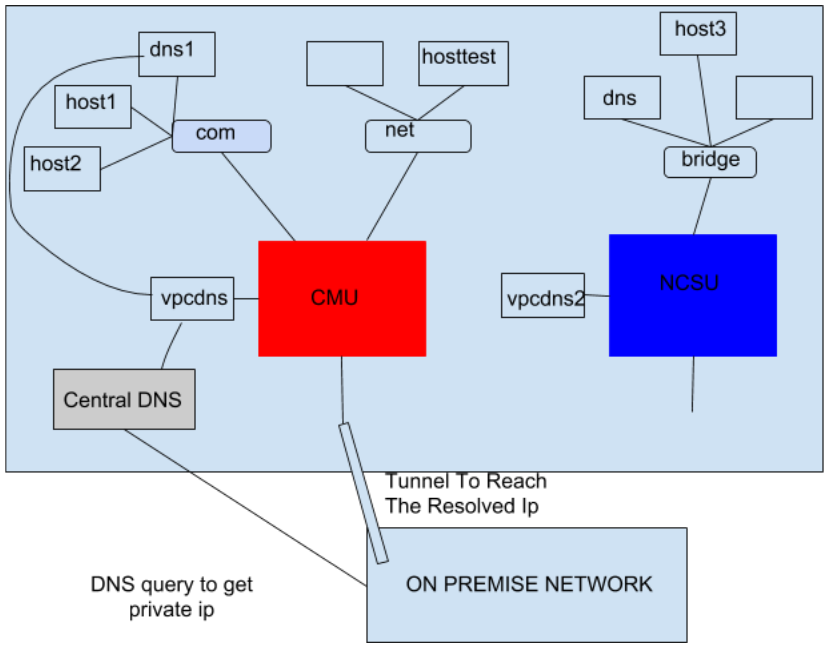 host3
dns1
hosttest
dns
host1
com
net
host2
bridge
NCSU
vpcdns
CMU
vpcdns2
Central DNS
Tunnel To Reach
The Resolved Ip
DNS query to get
private ip
ON PREMISE NETWORK